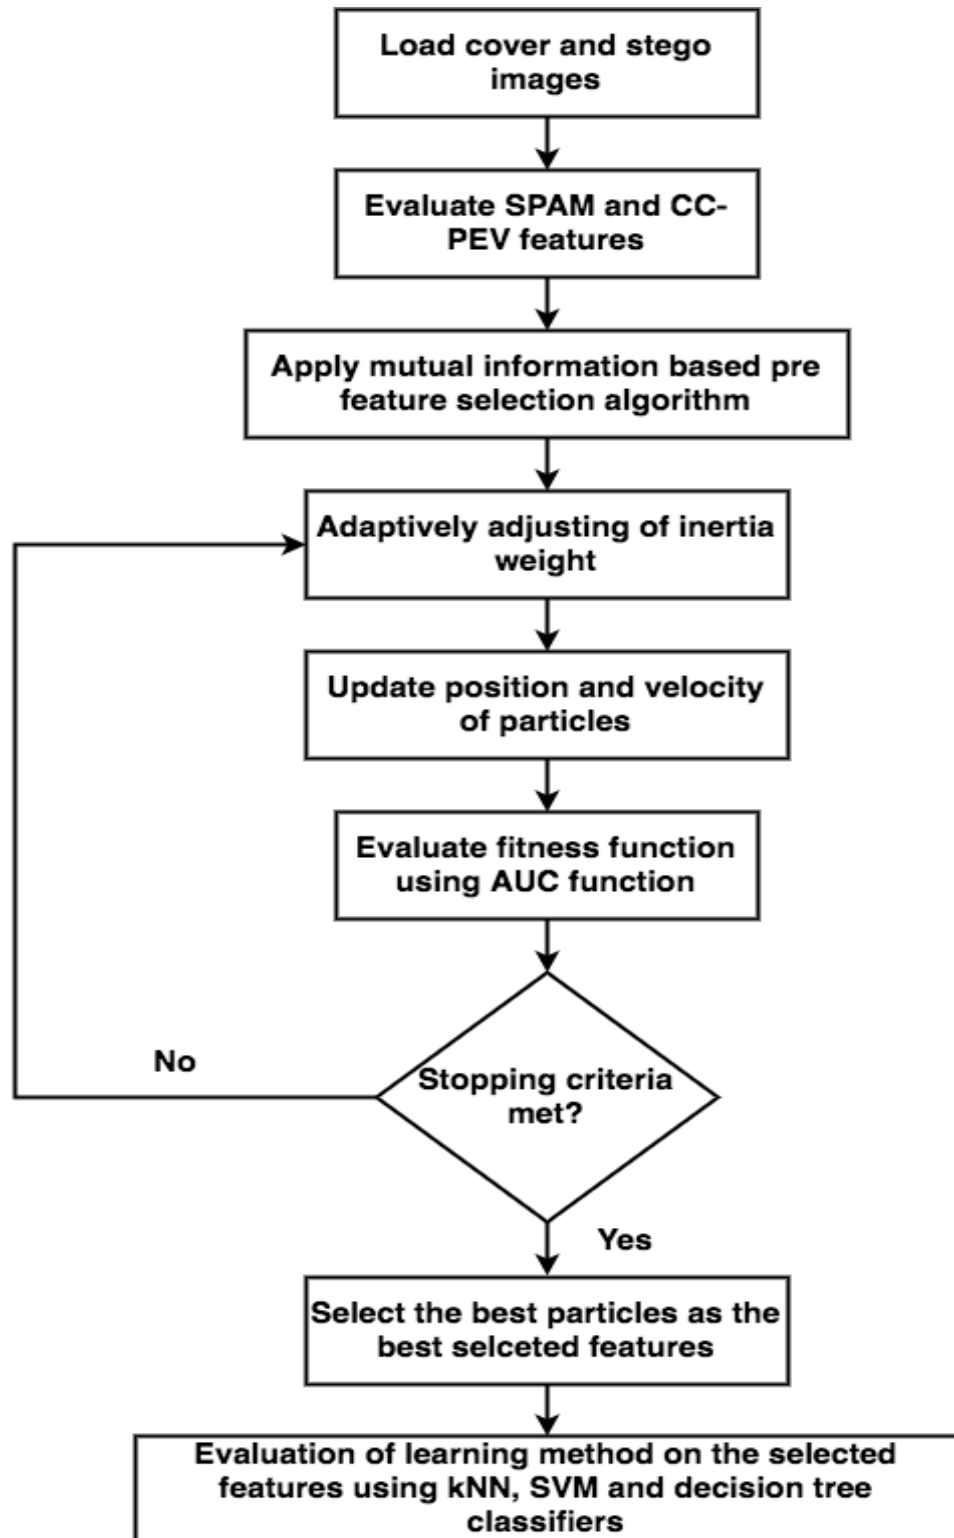 Load cover and stego
images
Evaluate SPAM and CC-
PEV features
Apply mutual information based pre
feature selection algorithm
Adaptively adjusting of inertia
weight
Update position and velocity
of particles
Evaluate fitness function
using AUC function
Stopping criteria
met?
No
Yes
Select the best particles as the
best selceted features
Evaluation of learning method on the selected
features using kNN, SVM and decision tree
classifiers